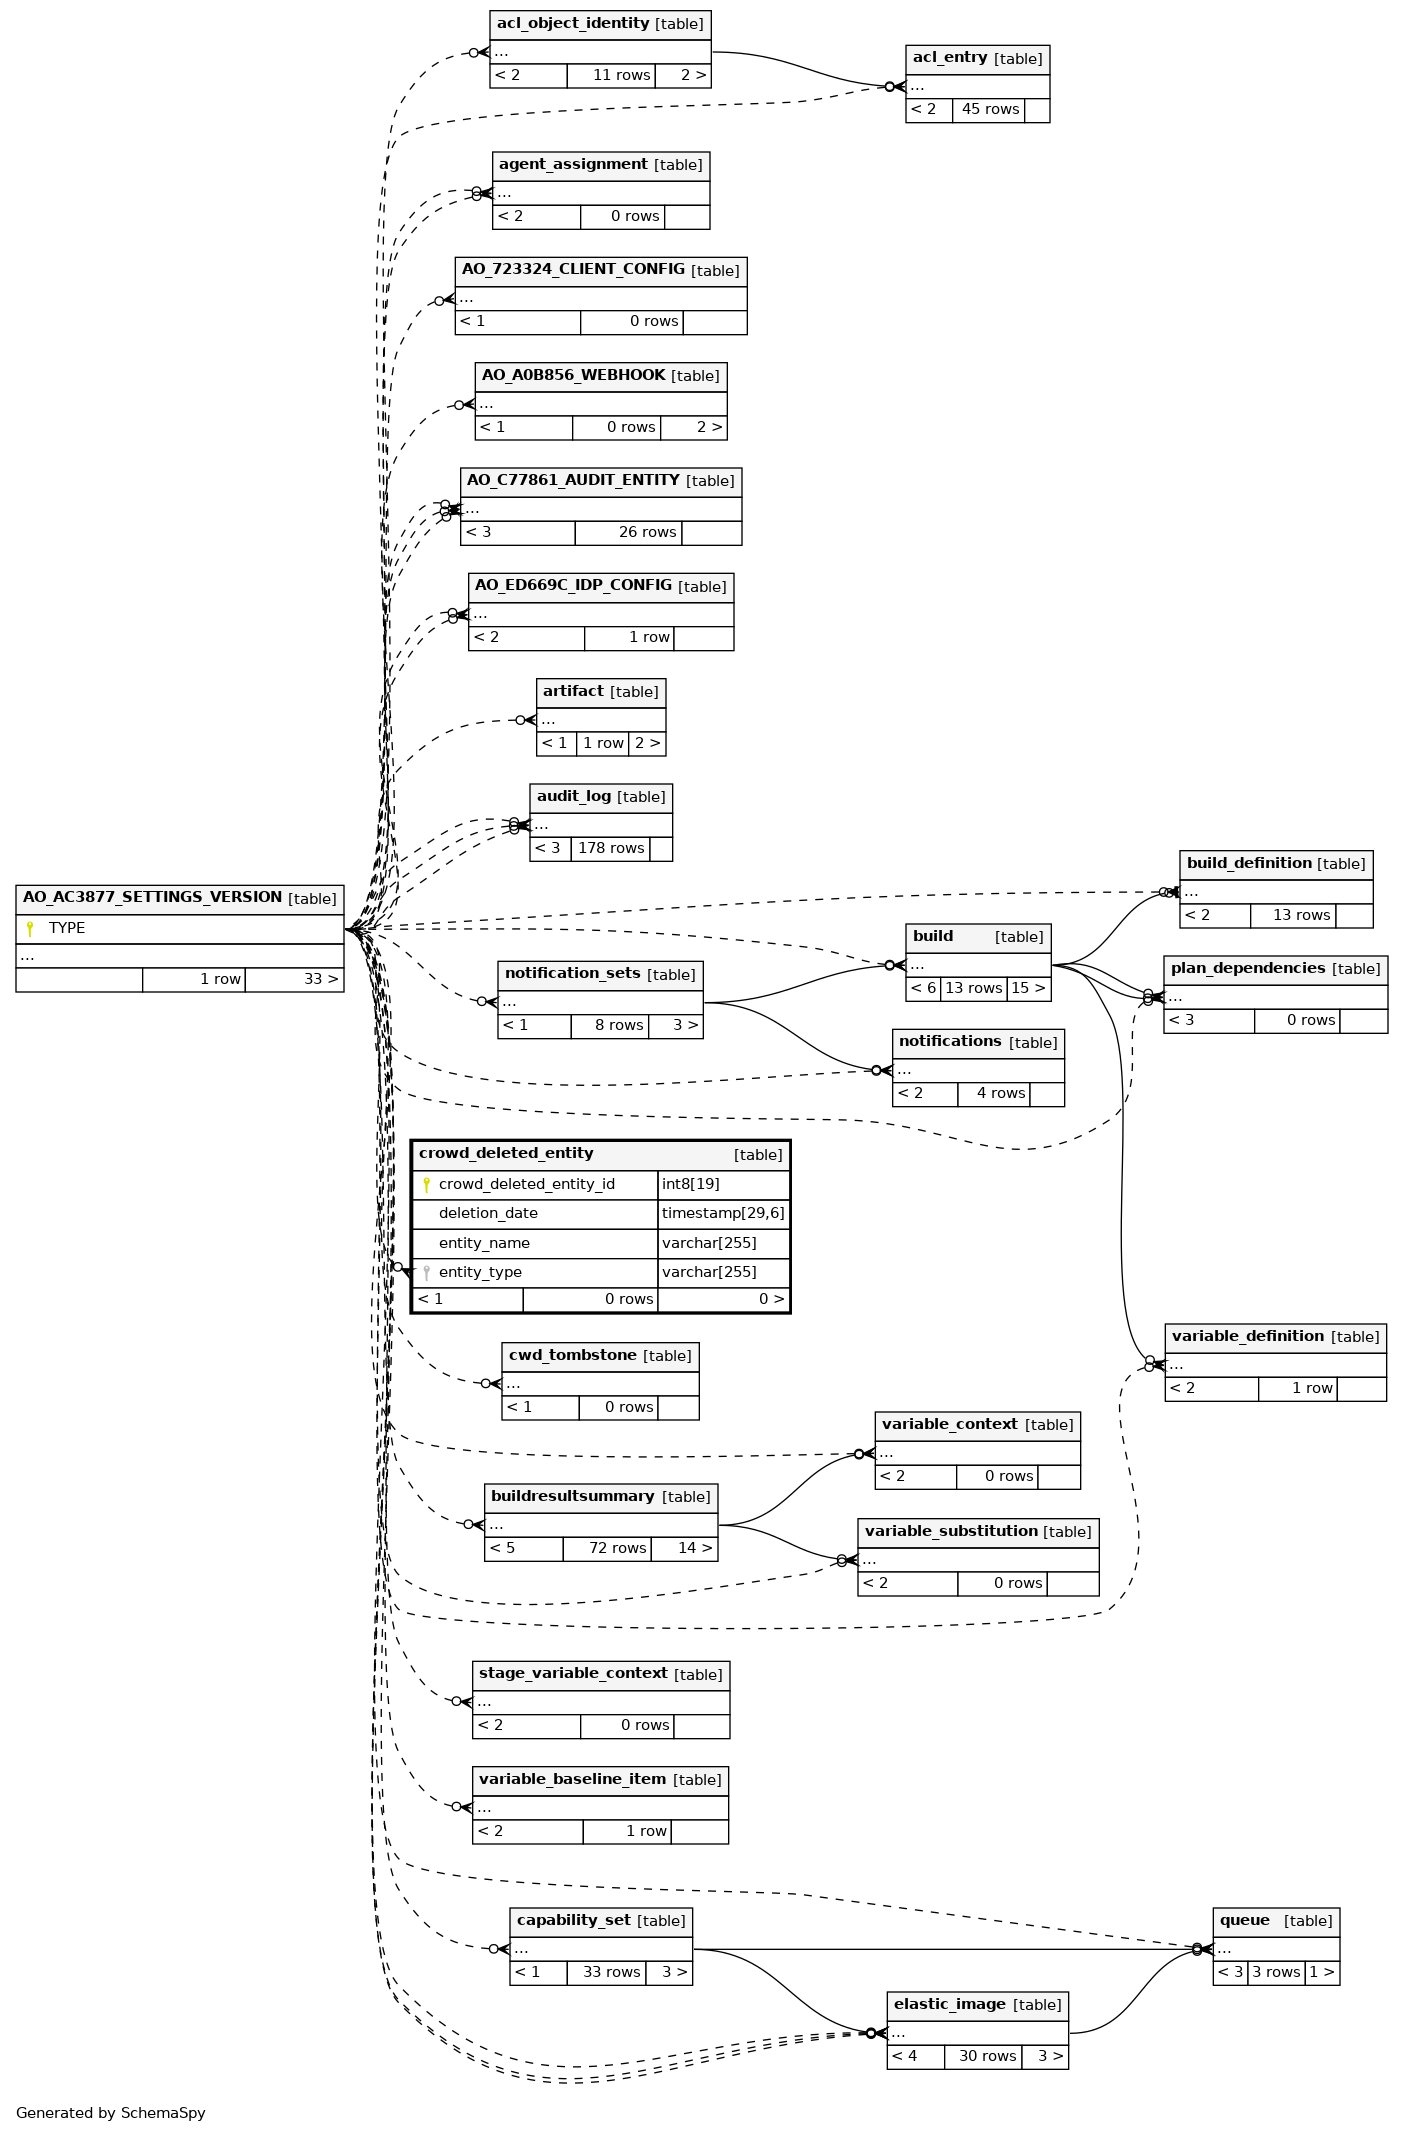 acl_object_identity [table]
...
< 2 11 rows 2 >
acl_entry [table]
...
< 2 45 rows
agent_assignment [table]
...
< 2 0 rows
AO_723324_CLIENT_CONFIG [table]
...
< 1 0 rows
AO_A0B856_WEBHOOK [table]
...
< 1 0 rows 2 >
AO_C77861_AUDIT_ENTITY [table]
...
< 3 26 rows
AO_ED669C_IDP_CONFIG [table]
...
< 2 1 row
artifact [table]
...
< 1 1 row 2 >
audit_log [table]
...
< 3 178 rows
AO_AC3877_SETTINGS_VERSION [table]
TYPE
...
1 row 33 >
build_definition [table]
...
< 2 13 rows
build [table]
...
< 6 13 rows 15 >
plan_dependencies [table]
...
< 3 0 rows
notification_sets [table]
...
< 1 8 rows 3 >
notifications [table]
...
< 2 4 rows
crowd_deleted_entity [table]
crowd_deleted_entity_id int8[19]
deletion_date timestamp[29,6]
entity_name varchar[255]
entity_type varchar[255]
< 1 0 rows 0 >
cwd_tombstone [table]
...
< 1 0 rows
variable_definition [table]
...
< 2 1 row
variable_context [table]
...
< 2 0 rows
buildresultsummary [table]
...
< 5 72 rows 14 >
variable_substitution [table]
...
< 2 0 rows
stage_variable_context [table]
...
< 2 0 rows
variable_baseline_item [table]
...
< 2 1 row
capability_set [table]
...
< 1 33 rows 3 >
queue [table]
...
< 3 3 rows 1 >
elastic_image [table]
...
< 4 30 rows 3 >
Generated by SchemaSpy